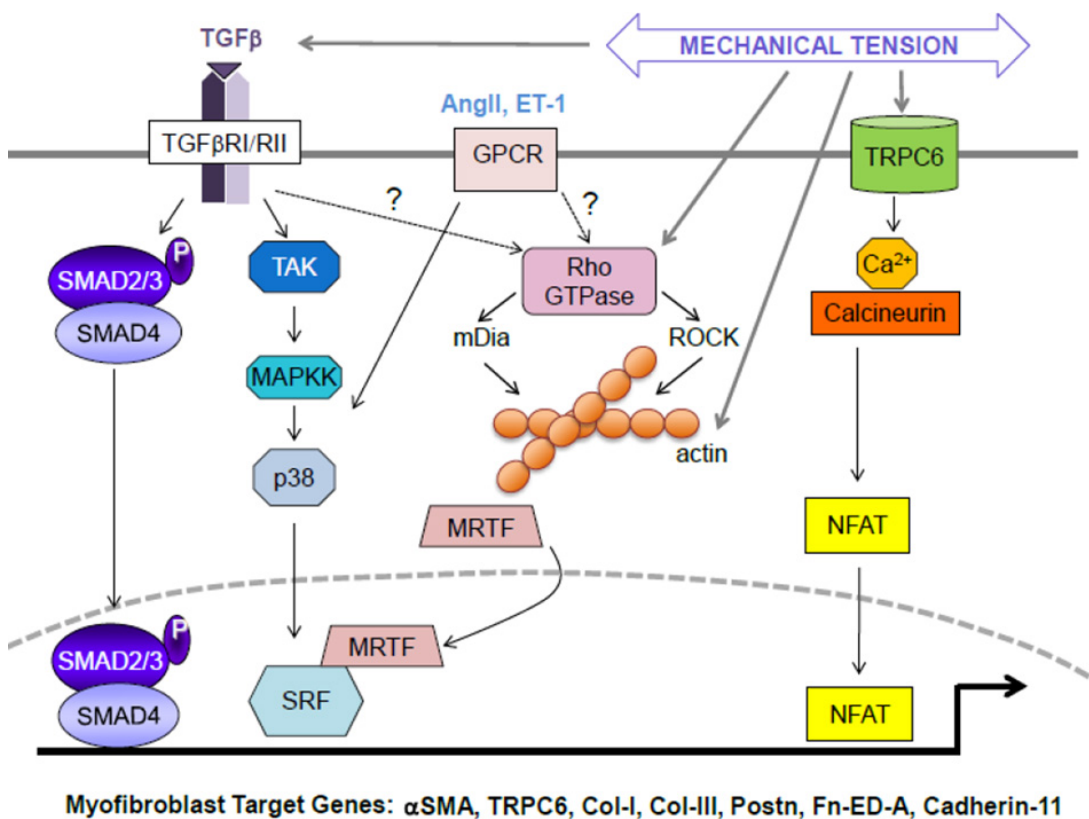 TGFβ
MECHANICAL TENSION
AngII, ET-1
TGFβRI/RII
GPCR
TRPC6
?
?
P
SMAD2/3
SMAD4
TAK
Rho
GTPase
Ca²⁺
Calcineurin
mDia
ROCK
MAPKK
actin
p38
MRTF
NFAT
P
SMAD2/3
SMAD4
MRTF
SRF
NFAT
Myofibroblast Target Genes: αSMA, TRPC6, Col-I, Col-III, Postn, Fn-ED-A, Cadherin-11